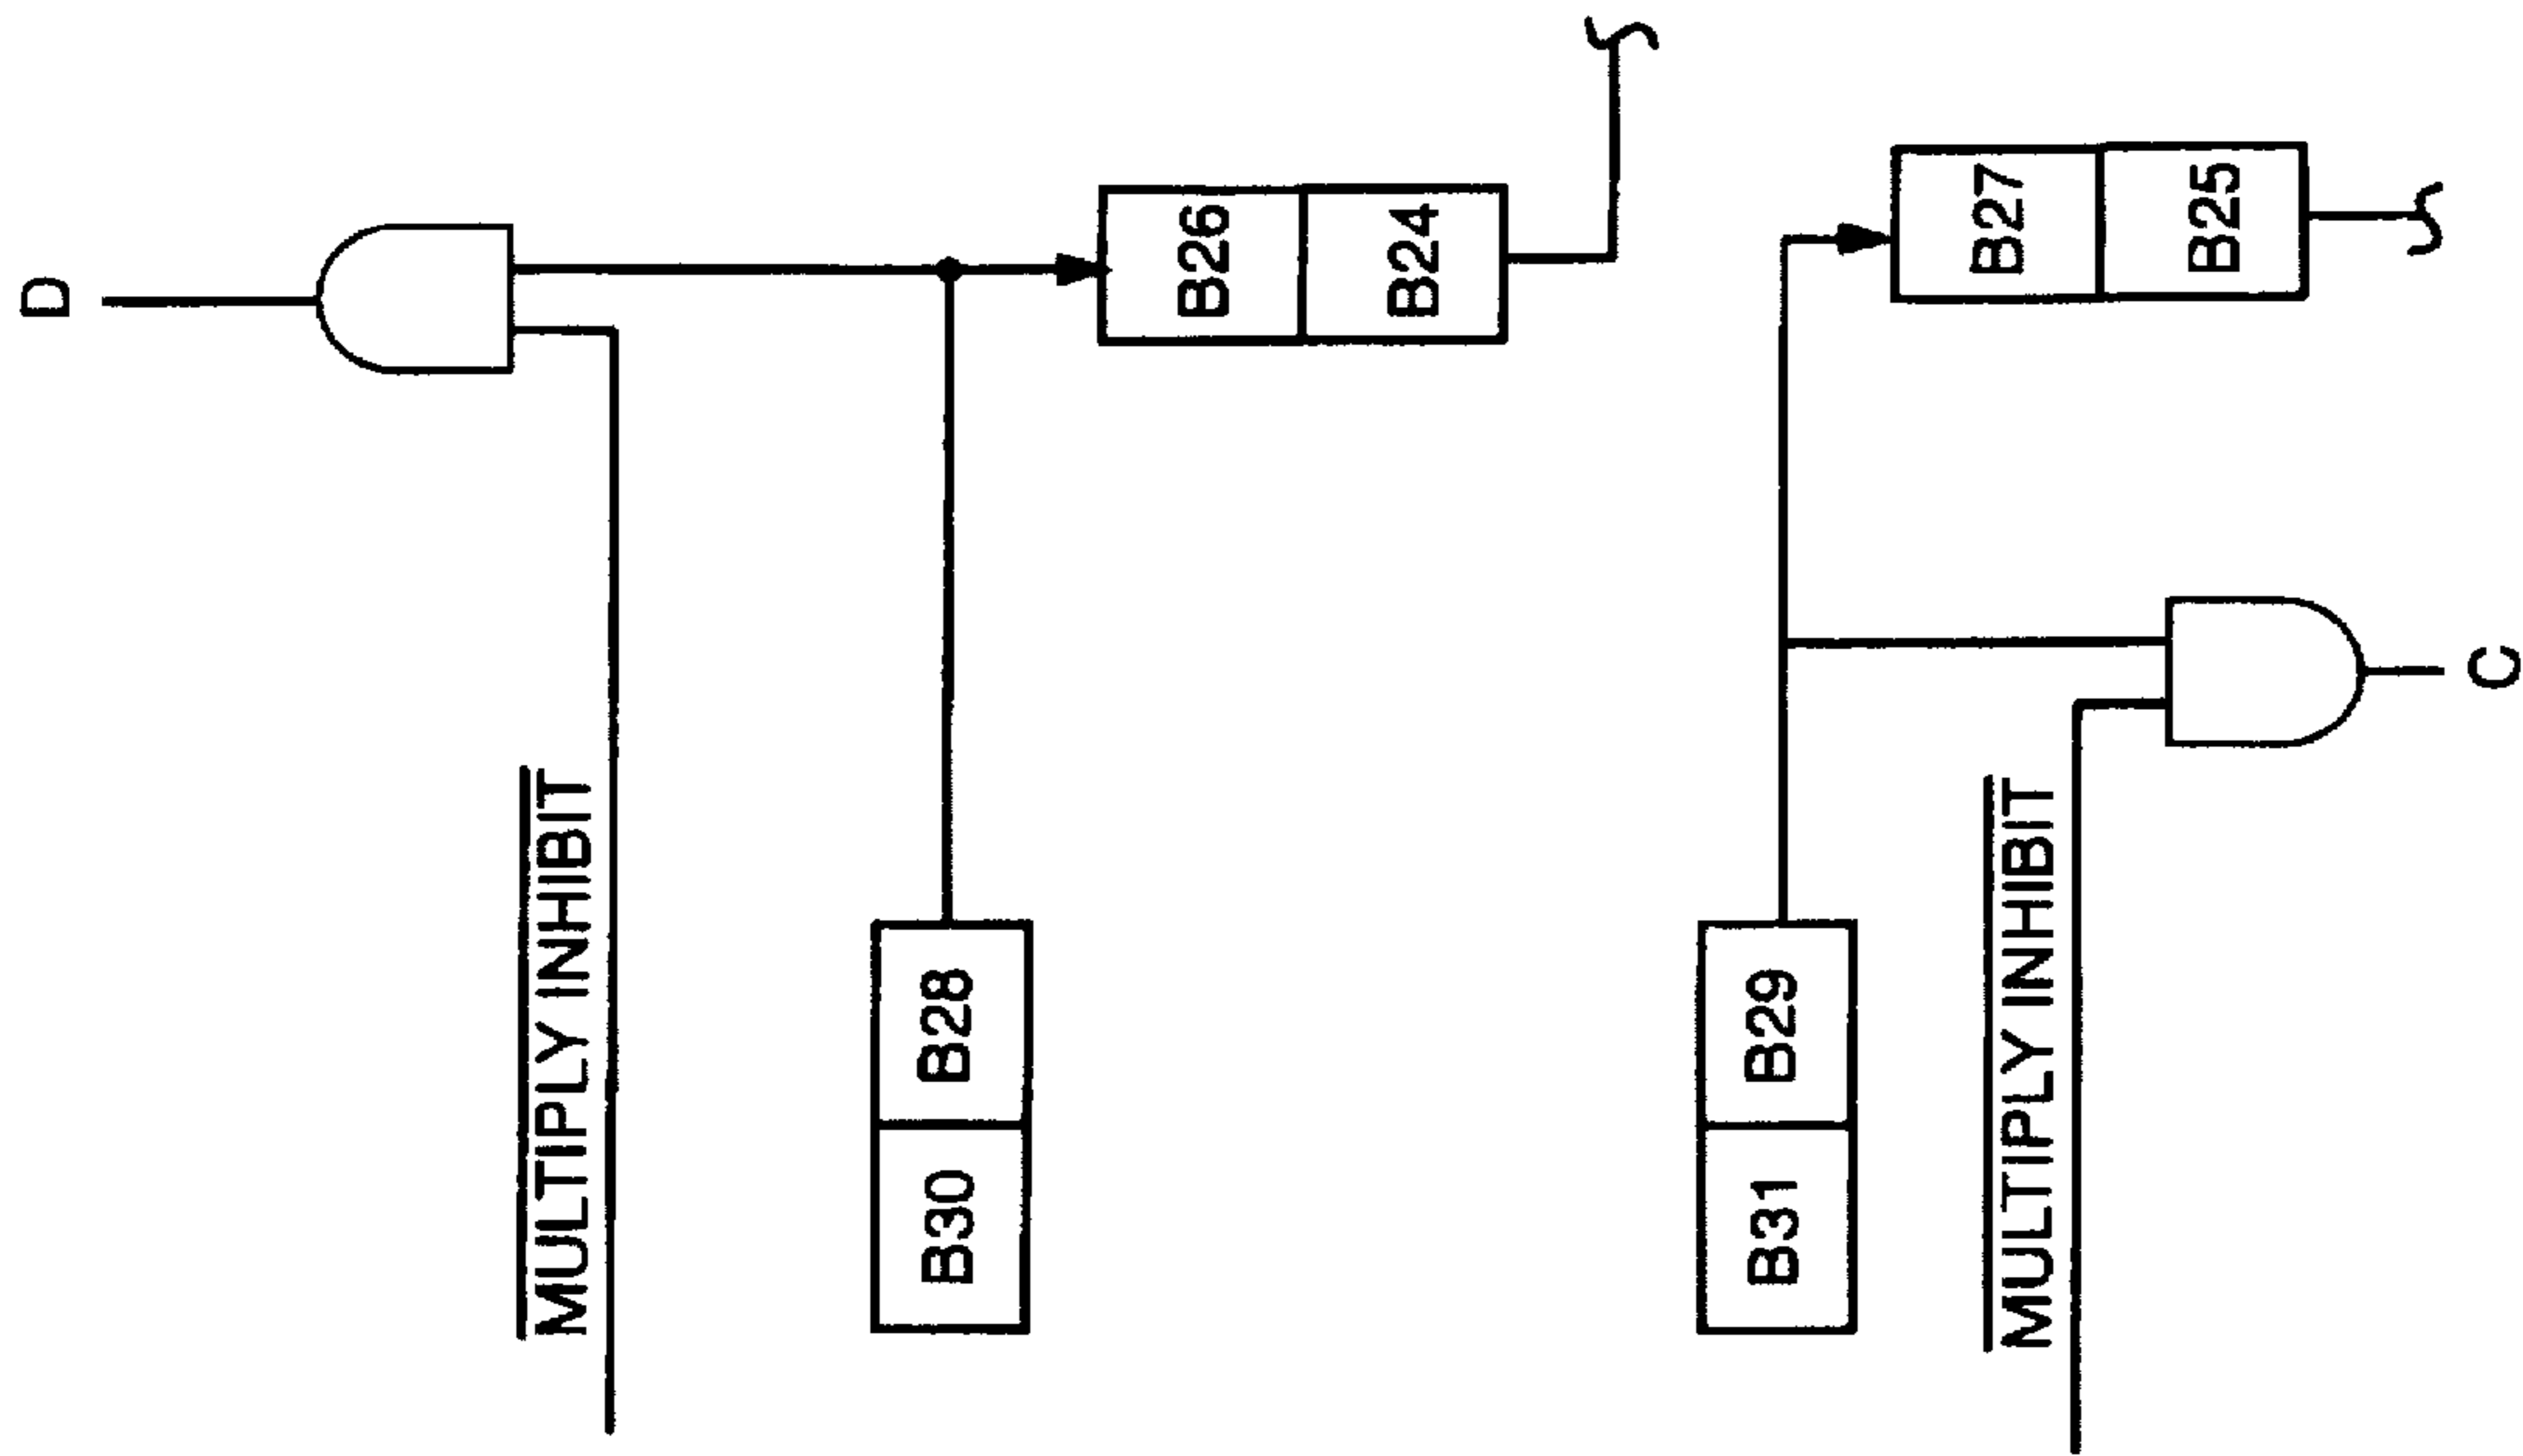 D
MULTIPLY INHIBIT
B30 B28
B26
B24
B31 B29
B27
MULTIPLY INHIBIT
B25
C